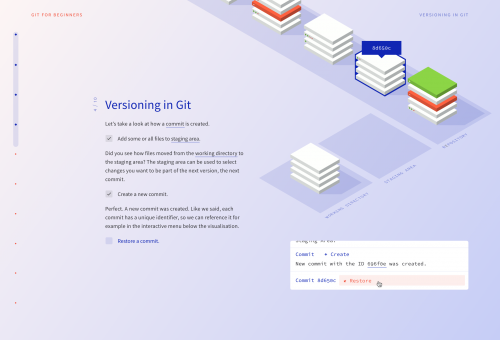 GIT FOR BEGINNERS
VERSIONING IN GIT
Versioning in Git
Let's take a look at how a commit is created.
Add some or all files to staging area.
Did you see how files moved from the working directory to
the staging area? The staging area can be used to select
changes you want to be part of the next version, the next
commit.
Create a new commit.
Perfect. A new commit was created. Like we said, each
commit has a unique identifier, so we can reference it for
example in the interactive menu below the visualisation.
Restore a commit.
REPOSITORY
STAGING AREA
WORKING DIRECTORY
Staging Area:
Commit Create
New commit with the ID was created.
Commit Restore